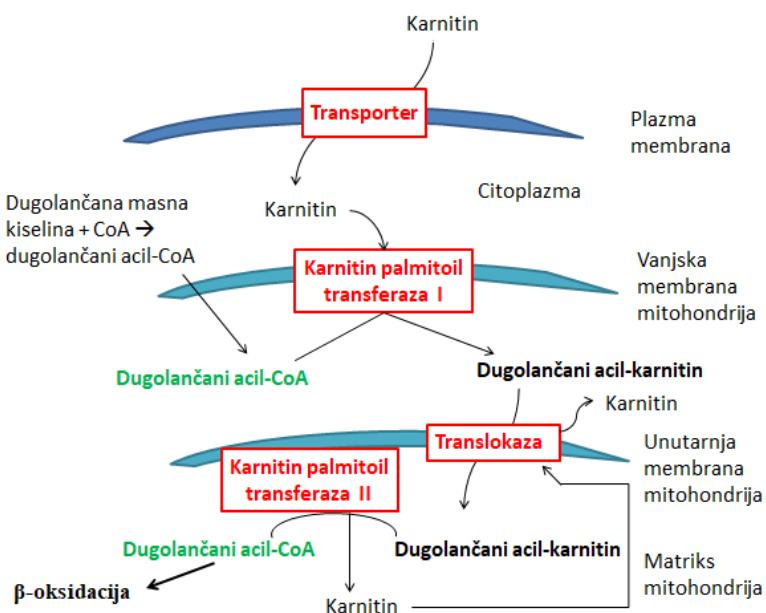 Karnitin
Transporter
Plazma
membrana
Citoplazma
Dugolančana masna
kiselina + CoA →
dugolančani acil-CoA
Karnitin
Karnitin palmitoil
transferaza I
Vanjska
membrana
mitohondrija
Dugolančani acil-CoA
Dugolančani acil-karnitin
Karnitin
Translokaza
Unutarnja
membrana
mitohondrija
Karnitin palmitoil
transferaza II
Dugolančani acil-CoA
Dugolančani acil-karnitin
Matriks
mitohondrija
β-oksidacija
Karnitin